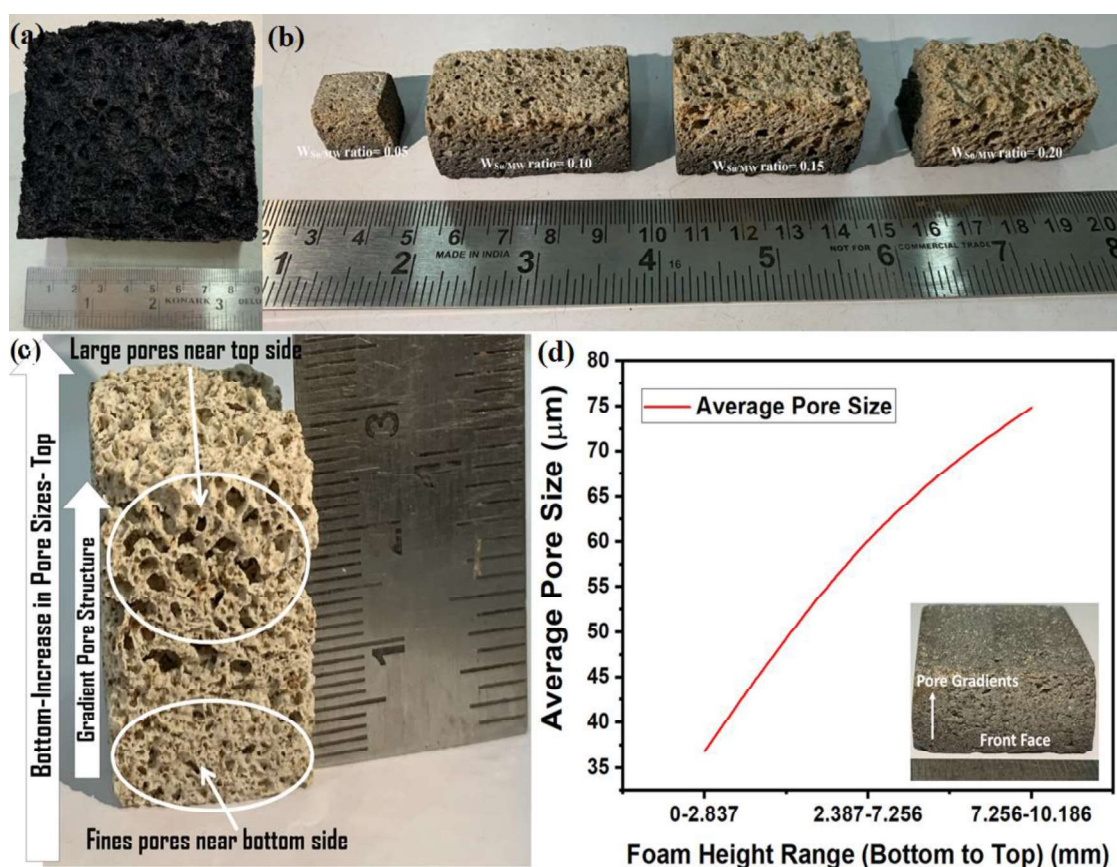 (a)
1 2 3 4 5 6 7 8 9
1 2 KONARK 3 DELU
(b)
W Su/MW ratio= 0.05
W Su/MW ratio= 0.10
W Su/MW ratio= 0.15
W Su/MW ratio= 0.20
2 3 4 5 6 7 8 9 10 11 12 13 14 15 16 17 18 19 20
MADE IN INDIA
NOT FOR COMMERCIAL TRADE
1 2 3 4 16 5 6 7 8
(c)
Large pores near top side
Bottom-Increase in Pore Sizes- Top
Gradient Pore Structure
3
1
Fines pores near bottom side
(d)
80
75
70
65
60
55
50
45
40
35
Average Pore Size (μm)
Average Pore Size
Pore Gradients
Front Face
0-2.837 2.387-7.256 7.256-10.186
Foam Height Range (Bottom to Top) (mm)